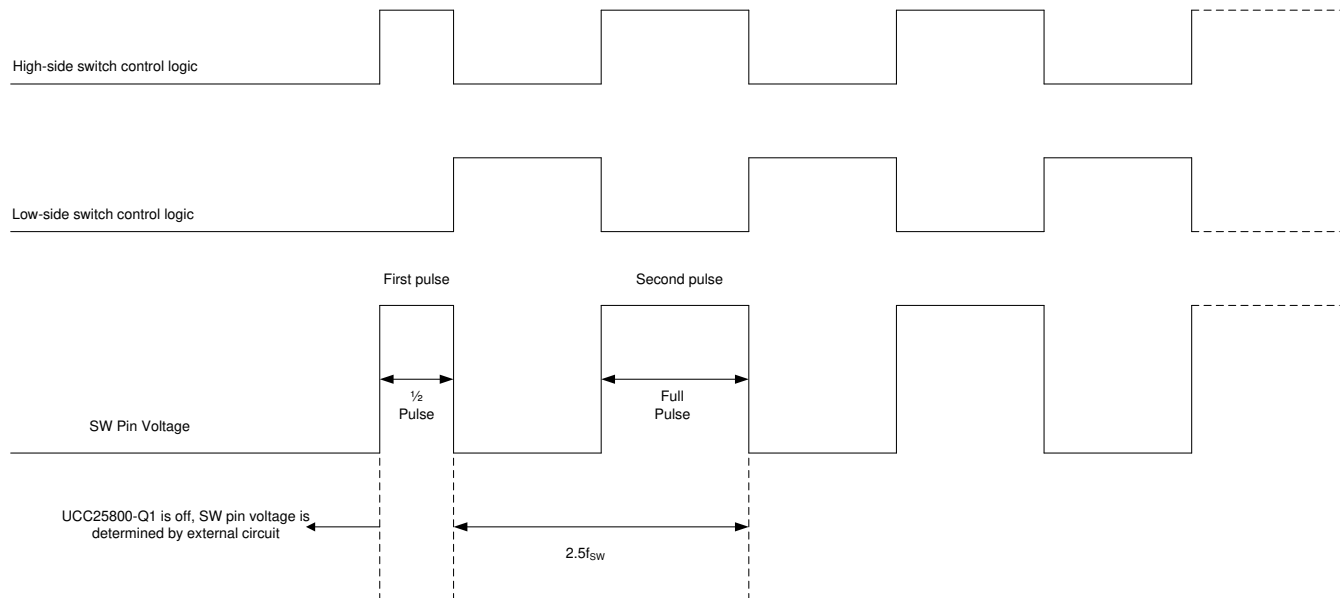 High-side switch control logic
Low-side switch control logic
First pulse
Second pulse
½
Pulse
Full
Pulse
SW Pin Voltage
UCC25800-Q1 is off, SW pin voltage is
determined by external circuit
2.5fSW